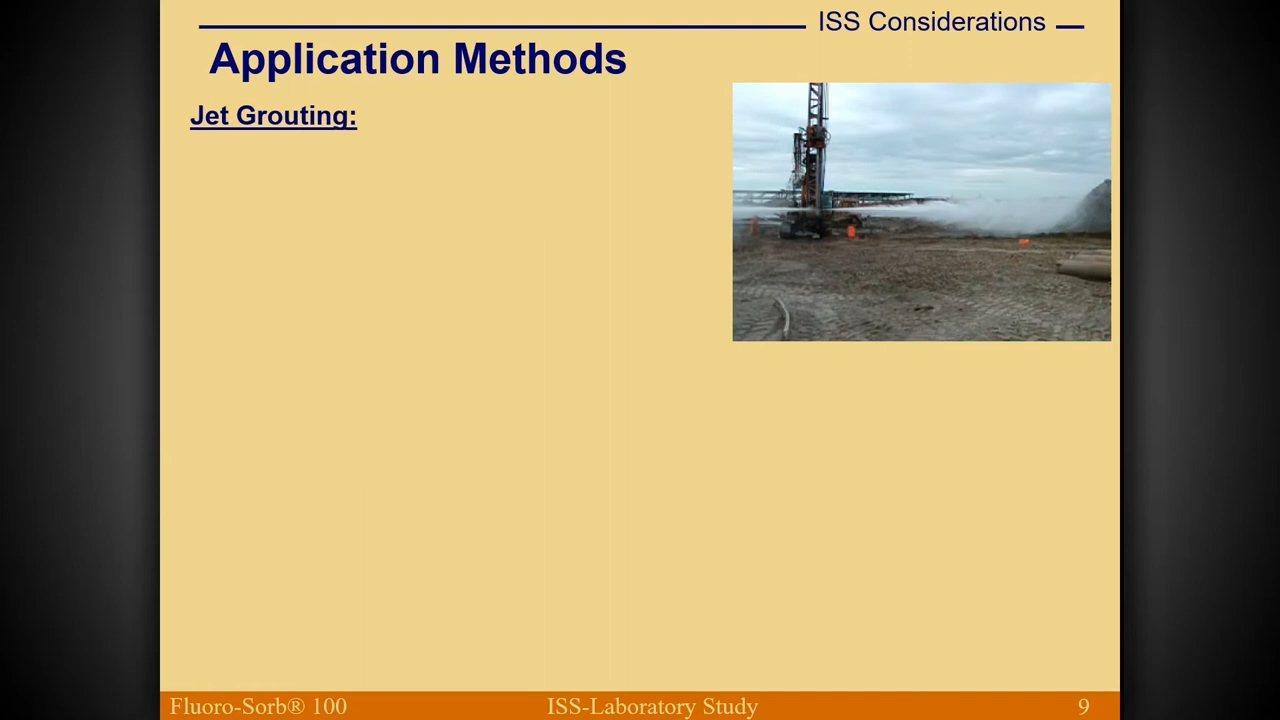 ISS Considerations
Application Methods
Jet Grouting:
Fluoro-Sorb® 100 ISS-Laboratory Study 9